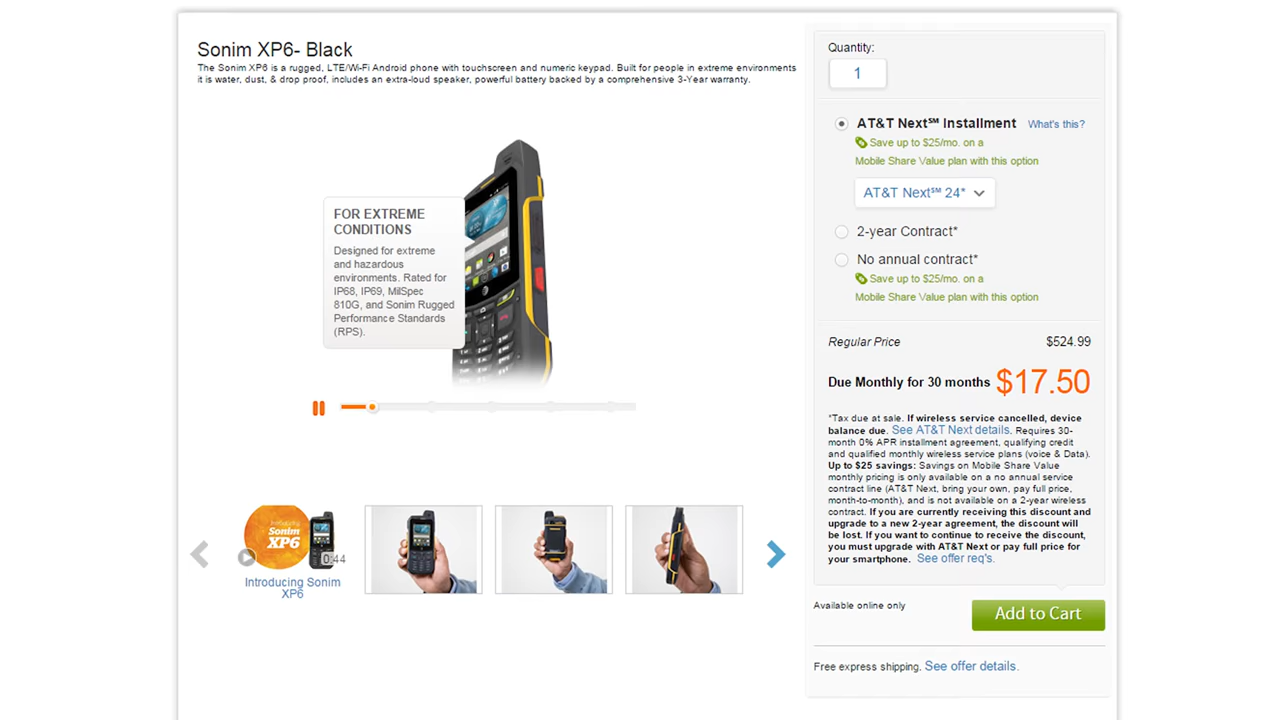 Sonim XP6- Black
The Sonim XP6 is a rugged, LTE/Wi-Fi Android phone with touchscreen and numeric keypad. Built for people in extreme environments
it is water, dust, & drop proof, includes an extra-loud speaker, powerful battery backed by a comprehensive 3-Year warranty.
FOR EXTREME
CONDITIONS
Designed for extreme
and hazardous
environments. Rated for
IP68, IP69, MilSpec
810G, and Sonim Rugged
Performance Standards
(RPS).
Introducing
Sonim
XP6
0:44
Introducing Sonim
XP6
Quantity:
1
AT&T Next℠ Installment What's this?
Save up to $25/mo. on a
Mobile Share Value plan with this option
AT&T Next℠ 24*
2-year Contract*
No annual contract*
Save up to $25/mo. on a
Mobile Share Value plan with this option
Regular Price $524.99
Due Monthly for 30 months $17.50
*Tax due at sale. If wireless service cancelled, device
balance due. See AT&T Next details. Requires 30-
month 0% APR installment agreement, qualifying credit
and qualified monthly wireless service plans (voice & Data).
Up to $25 savings: Savings on Mobile Share Value
monthly pricing is only available on a no annual service
contract line (AT&T Next, bring your own, pay full price,
month-to-month), and is not available on a 2-year wireless
contract. If you are currently receiving this discount and
upgrade to a new 2-year agreement, the discount will
be lost. If you want to continue to receive the discount,
you must upgrade with AT&T Next or pay full price for
your smartphone. See offer req's.
Available online only
Add to Cart
Free express shipping. See offer details.